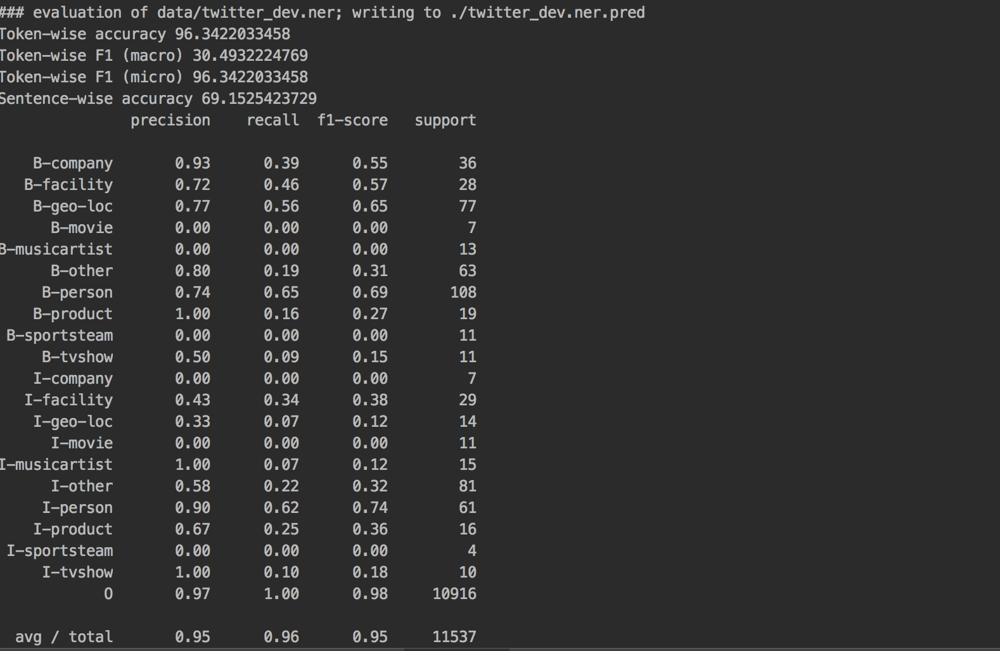 ### evaluation of data/twitter_dev.ner; writing to ./twitter_dev.ner.pred
Token-wise accuracy 96.3422033458
Token-wise F1 (macro) 30.4932224769
Token-wise F1 (micro) 96.3422033458
Sentence-wise accuracy 69.1525423729
precision recall f1-score support
B-company 0.93 0.39 0.55 36
B-facility 0.72 0.46 0.57 28
B-geo-loc 0.77 0.56 0.65 77
B-movie 0.00 0.00 0.00 7
B-musicartist 0.00 0.00 0.00 13
B-other 0.80 0.19 0.31 63
B-person 0.74 0.65 0.69 108
B-product 1.00 0.16 0.27 19
B-sportsteam 0.00 0.00 0.00 11
B-tvshow 0.50 0.09 0.15 11
I-company 0.00 0.00 0.00 7
I-facility 0.43 0.34 0.38 29
I-geo-loc 0.33 0.07 0.12 14
I-movie 0.00 0.00 0.00 11
I-musicartist 1.00 0.07 0.12 15
I-other 0.58 0.22 0.32 81
I-person 0.90 0.62 0.74 61
I-product 0.67 0.25 0.36 16
I-sportsteam 0.00 0.00 0.00 4
I-tvshow 1.00 0.10 0.18 10
O 0.97 1.00 0.98 10916
avg / total 0.95 0.96 0.95 11537